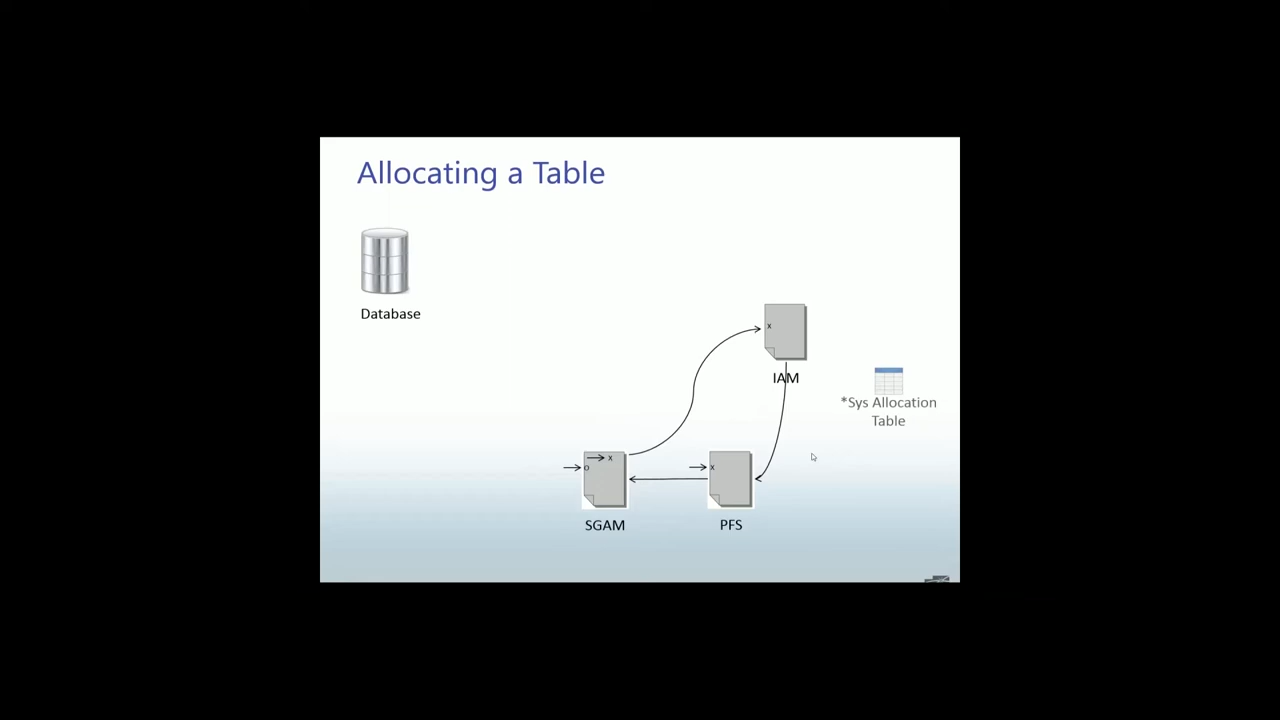 Allocating a Table
Database
x
IAM
*Sys Allocation
Table
x
o
x
SGAM
PFS